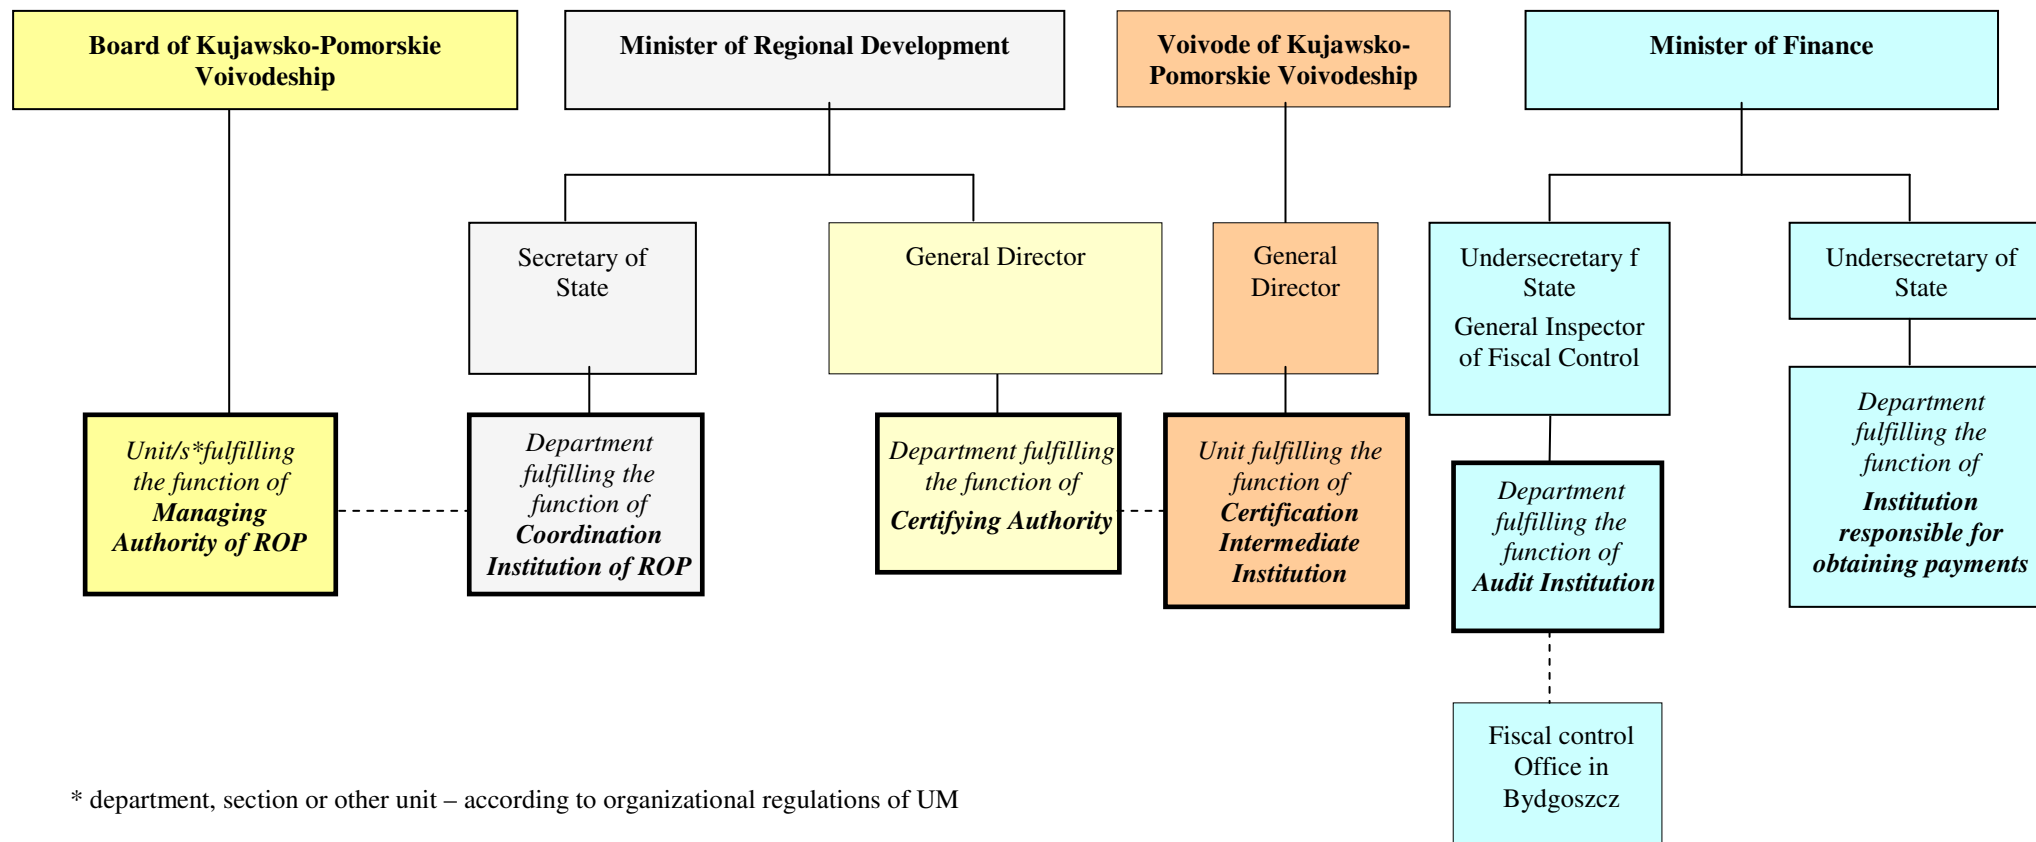 Board of Kujawsko-Pomorskie
Voivodeship
Minister of Regional Development
Voivode of Kujawsko-
Pomorskie Voivodeship
Minister of Finance
Secretary of
State
General Director
General
Director
Undersecretary f
State
General Inspector
of Fiscal Control
Undersecretary of
State
Unit/s*fulfilling
the function of
Managing
Authority of ROP
Department
fulfilling the
function of
Coordination
Institution of ROP
Department fulfilling
the function of
Certifying Authority
Unit fulfilling the
function of
Certification
Intermediate
Institution
Department
fulfilling the
function of
Audit Institution
Department
fulfilling the
function of
Institution
responsible for
obtaining payments
Fiscal control
Office in
Bydgoszcz
* department, section or other unit – according to organizational regulations of UM